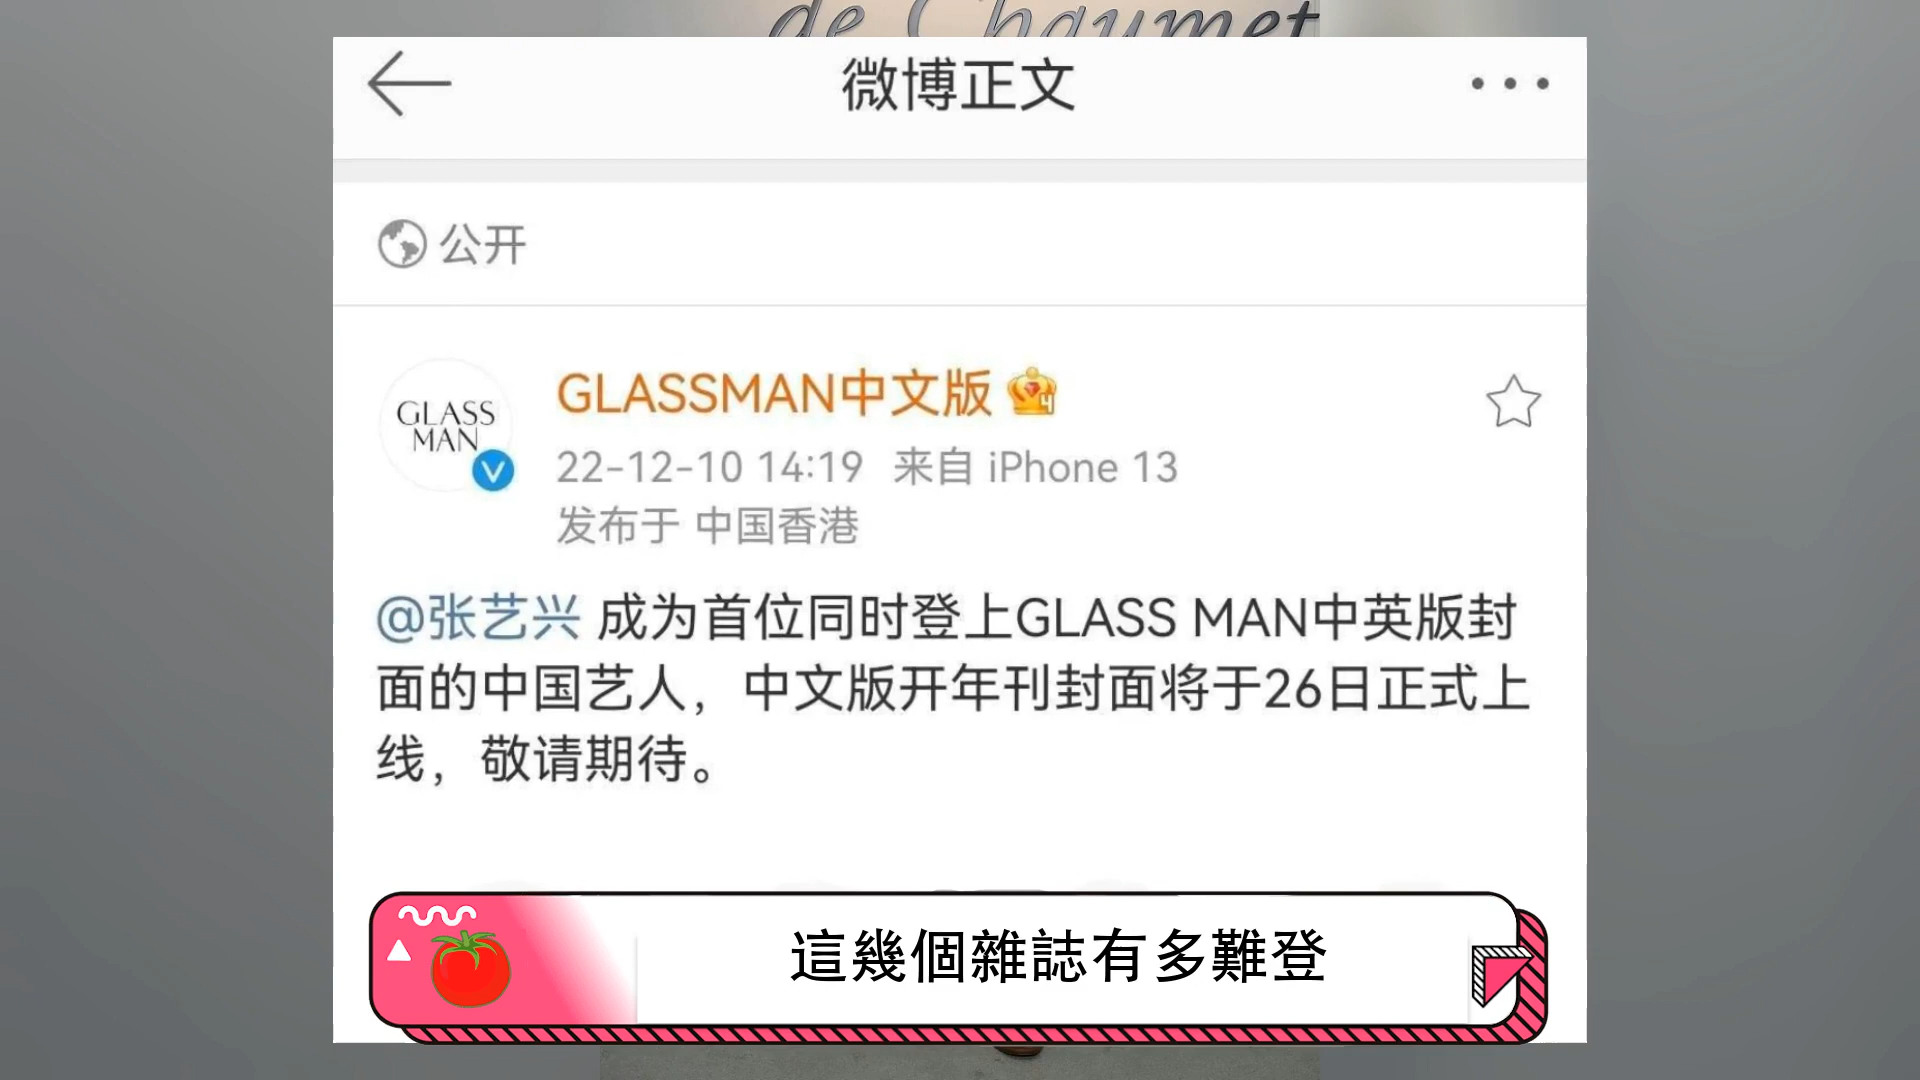 de Chaumet
微博正文
公开
GLASS
MAN
GLASSMAN中文版
4
22-12-10 14:19 来自 iPhone 13
发布于 中国香港
@张艺兴 成为首位同时登上GLASS MAN中英版封
面的中国艺人，中文版开年刊封面将于26日正式上
线，敬请期待。
這幾個雜誌有多難登